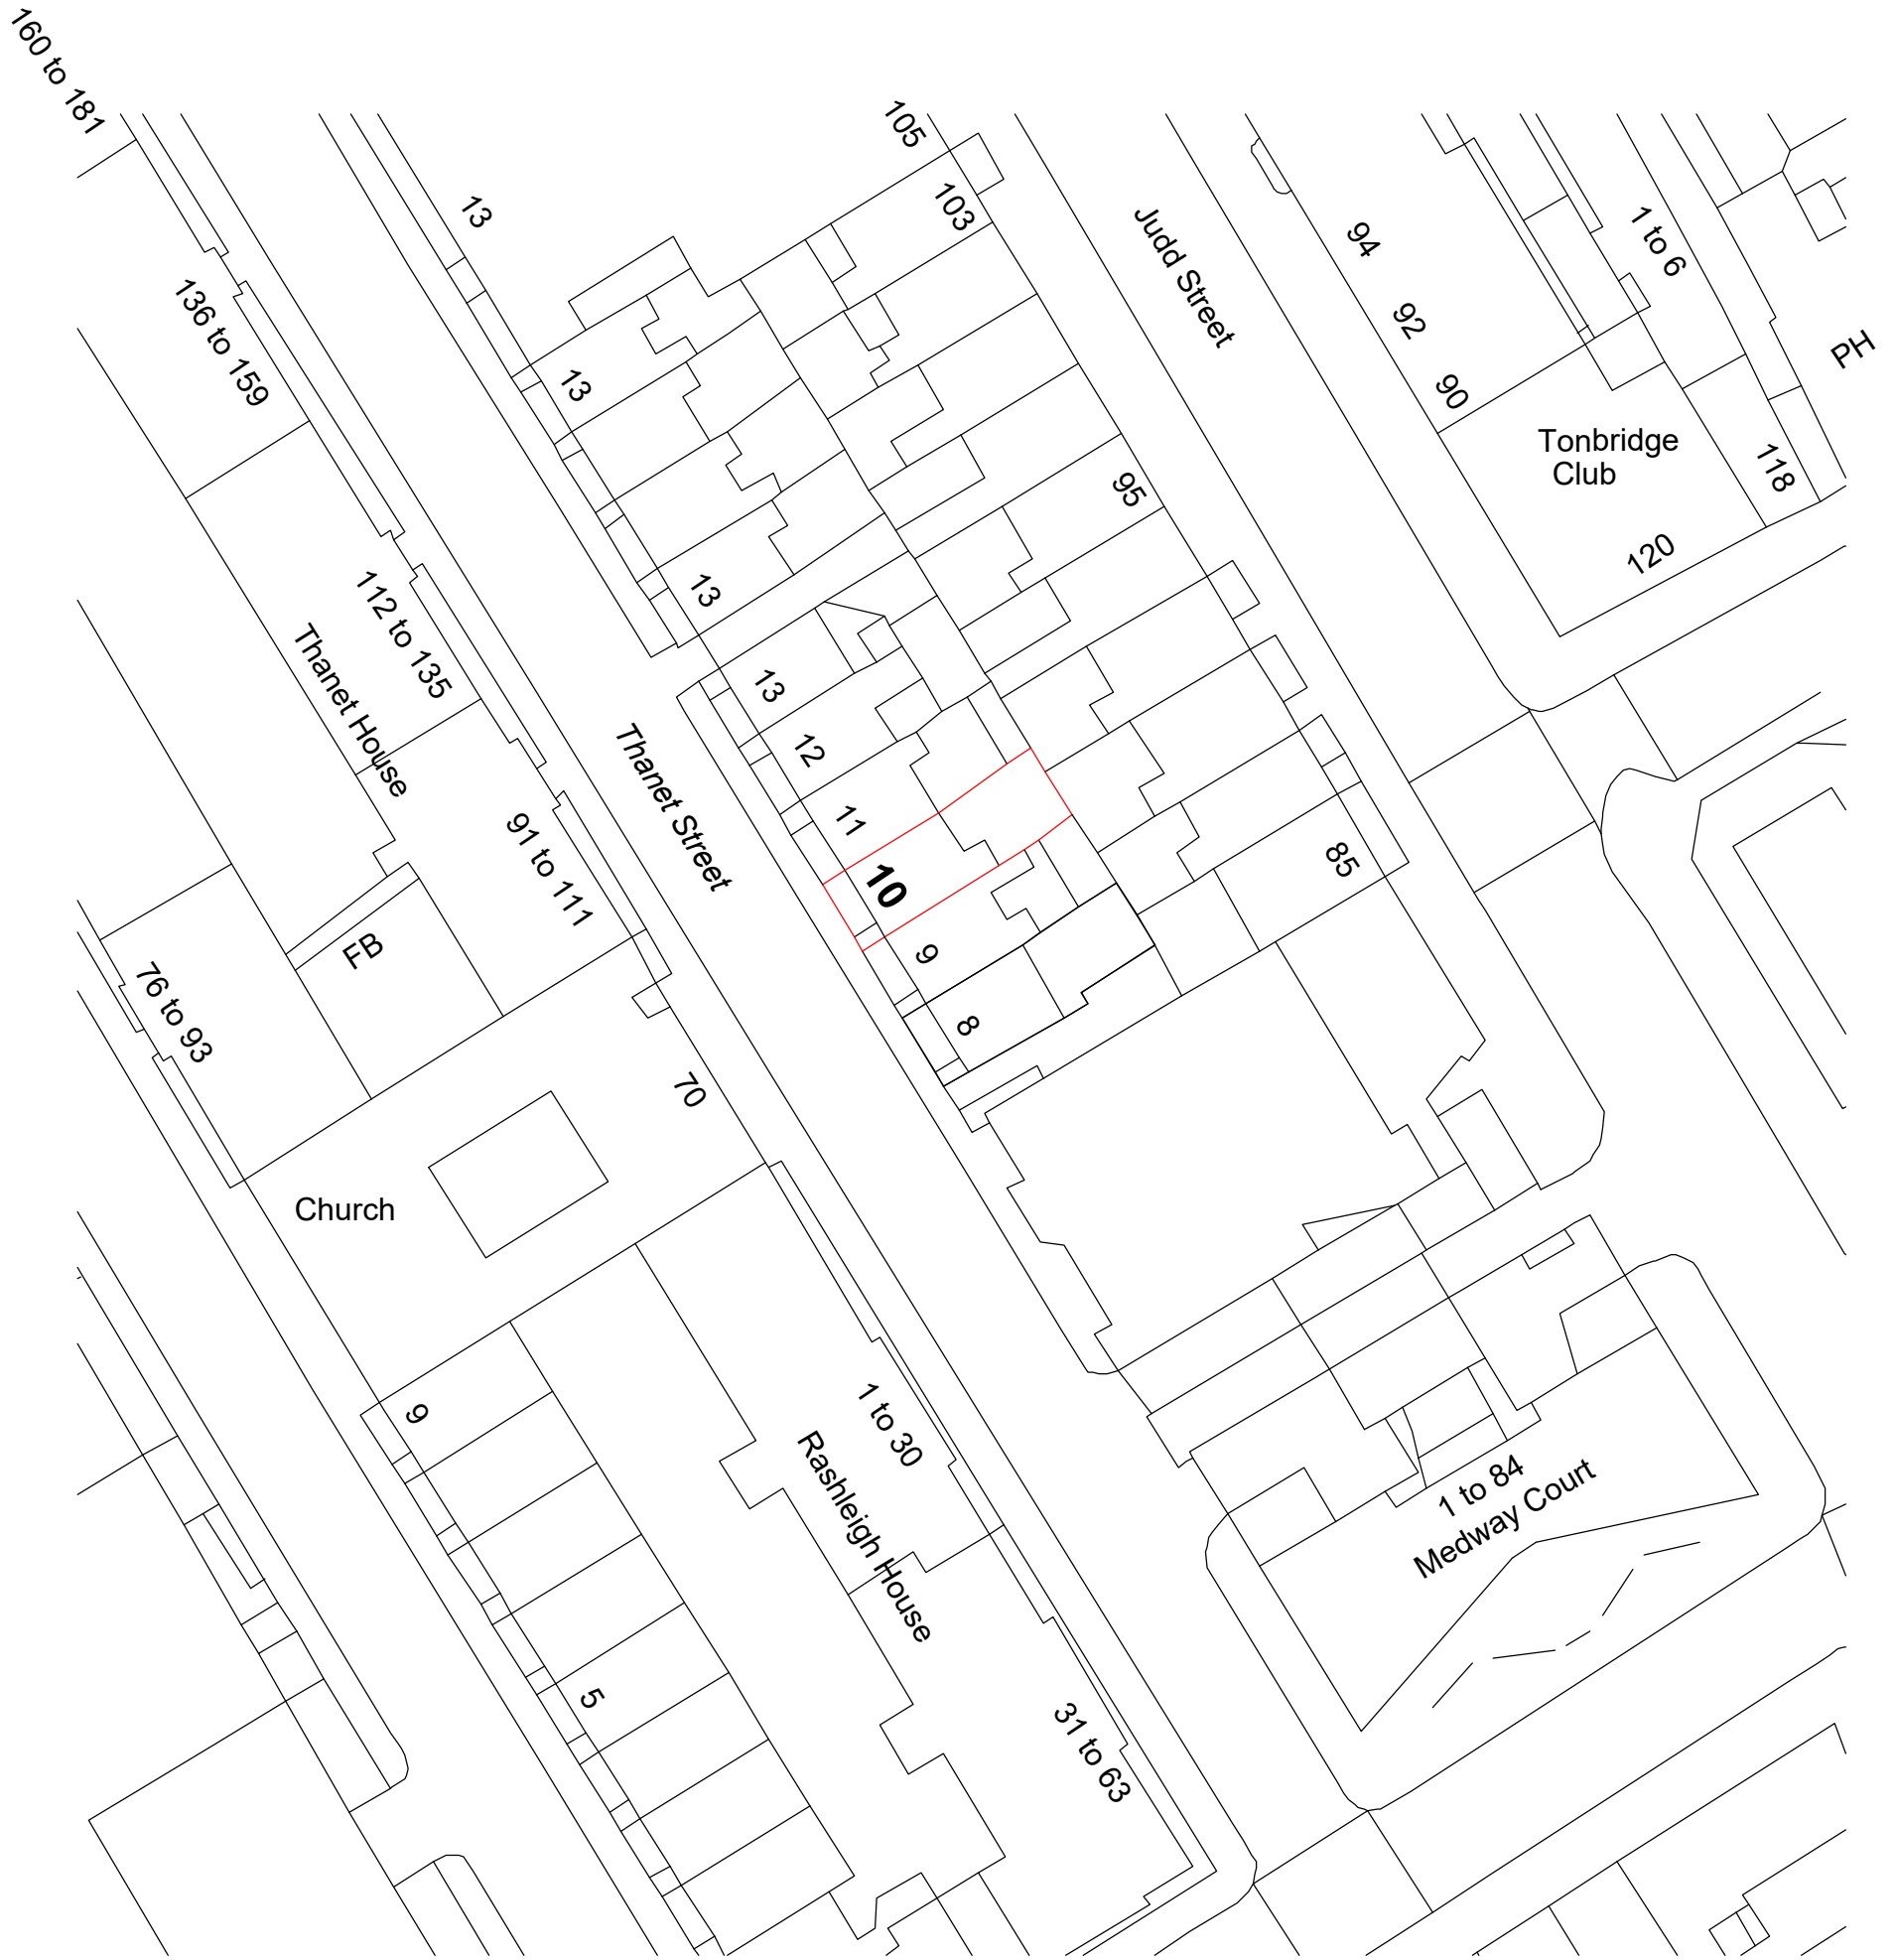 160 to 181
105
13
103
Judd Street
94
1 to 6
136 to 159
92
PH
13
90
Tonbridge
Club
118
95
120
112 to 135
13
Thanet House
13
12
Thanet Street
11
91 to 111
85
10
FB
9
76 to 93
8
70
Church
9
1 to 30
1 to 84
Medway Court
Rashleigh House
5
31 to 63